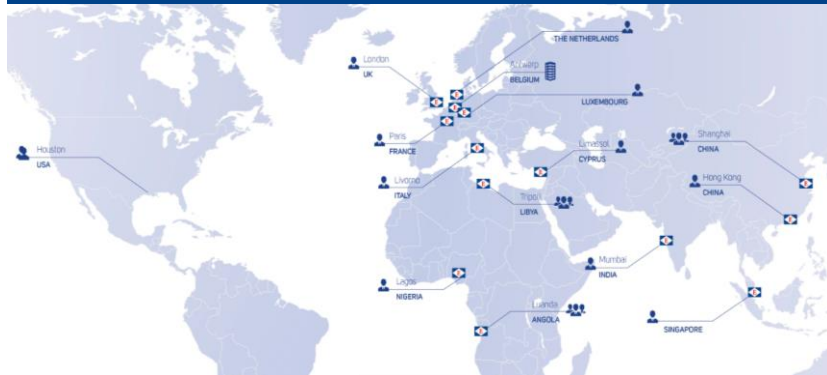 THE NETHERLANDS
London
UK
Antwerp
BELGIUM
LUXEMBOURG
Paris
FRANCE
Houston
USA
Shanghai
CHINA
Limassol
CYPRUS
Livorno
ITALY
Tripoli
LIBYA
Hong Kong
CHINA
Mumbai
INDIA
Lagos
NIGERIA
Luanda
ANGOLA
SINGAPORE